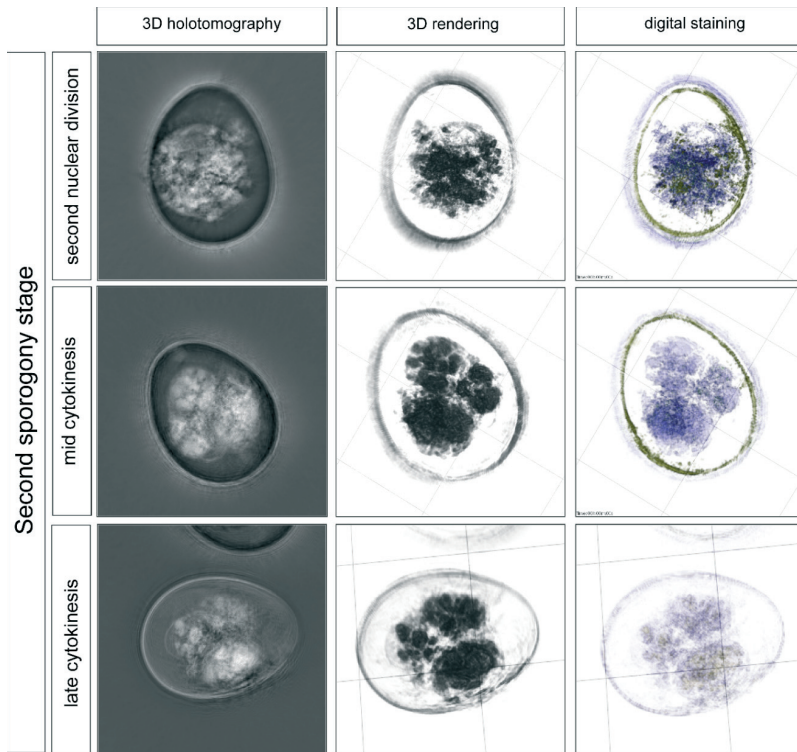 3D holotomography
3D rendering
digital staining
Second sporogony stage
second nuclear division
mid cytokinesis
late cytokinesis